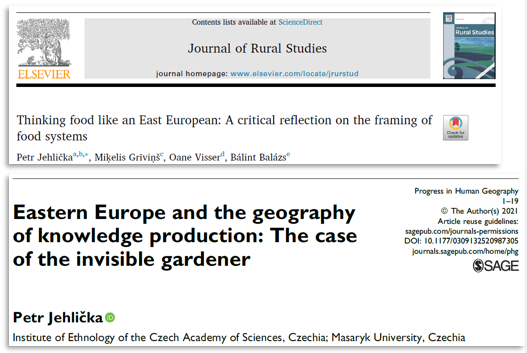 Contents lists available at ScienceDirect
Journal of Rural Studies
journal homepage: www.elsevier.com/locate/jrurstud
ELSEVIER
Thinking food like an East European: A critical reflection on the framing of
food systems
Check for
updates
Petr Jehlička a,b,*, Miķelis Grīviņš c, Oane Visser d, Bálint Balázs e
Progress in Human Geography
1–19
© The Author(s) 2021
Article reuse guidelines:
sagepub.com/journals-permissions
DOI: 10.1177/0309132520987305
journals.sagepub.com/home/phg
SAGE
Eastern Europe and the geography
of knowledge production: The case
of the invisible gardener
Petr Jehlička iD
Institute of Ethnology of the Czech Academy of Sciences, Czechia; Masaryk University, Czechia